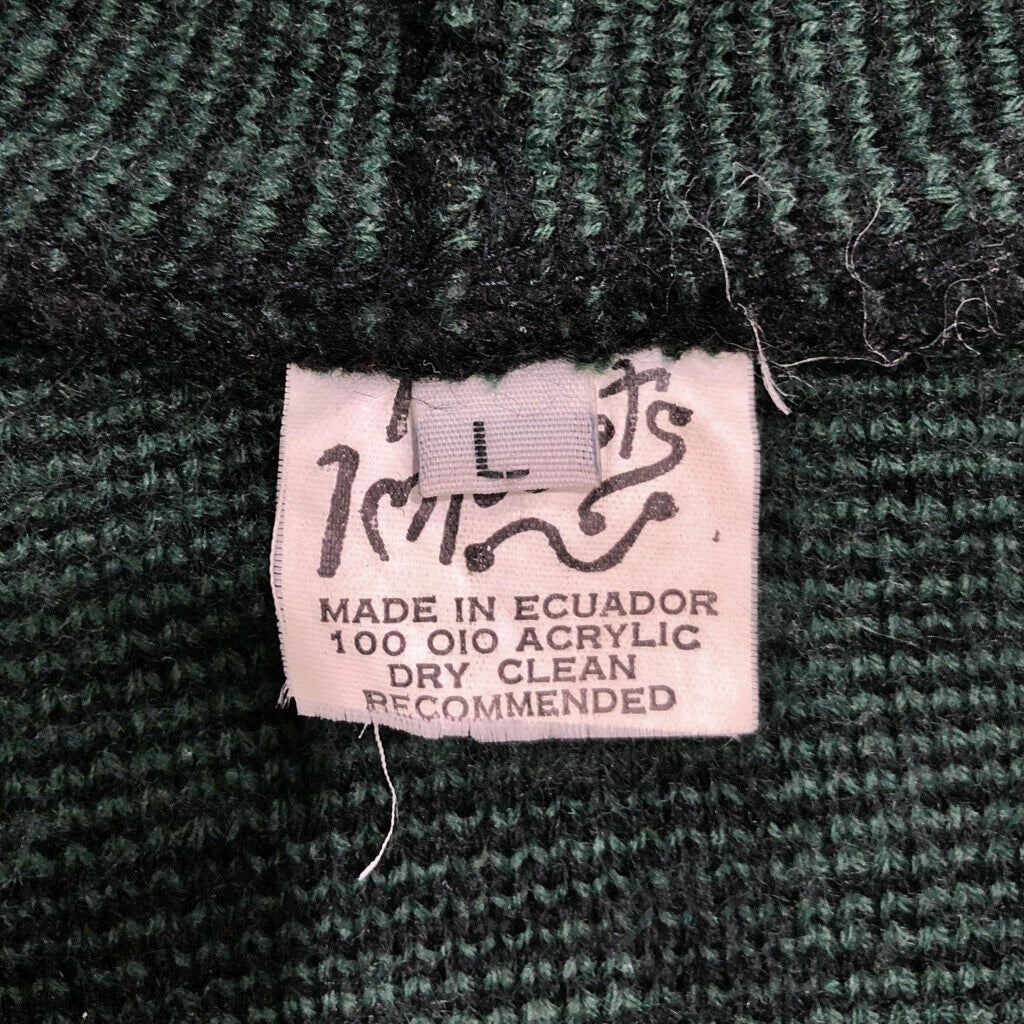 L
MADE IN ECUADOR
100 OIO ACRYLIC
DRY CLEAN
RECOMMENDED